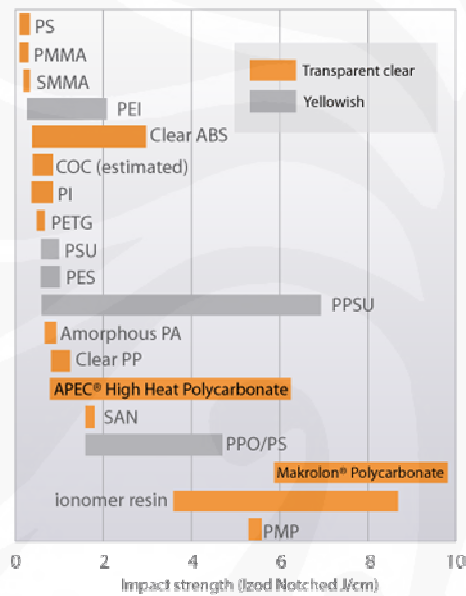 PS
PMMA
SMMA
PEI
Clear ABS
COC (estimated)
PI
PETG
PSU
PES
PPSU
Amorphous PA
Clear PP
APEC® High Heat Polycarbonate
SAN
PPO/PS
Makrolon® Polycarbonate
ionomer resin
PMP
Transparent clear
Yellowish
0 2 4 6 8 10
Impact strength (Izod Notched J/cm)